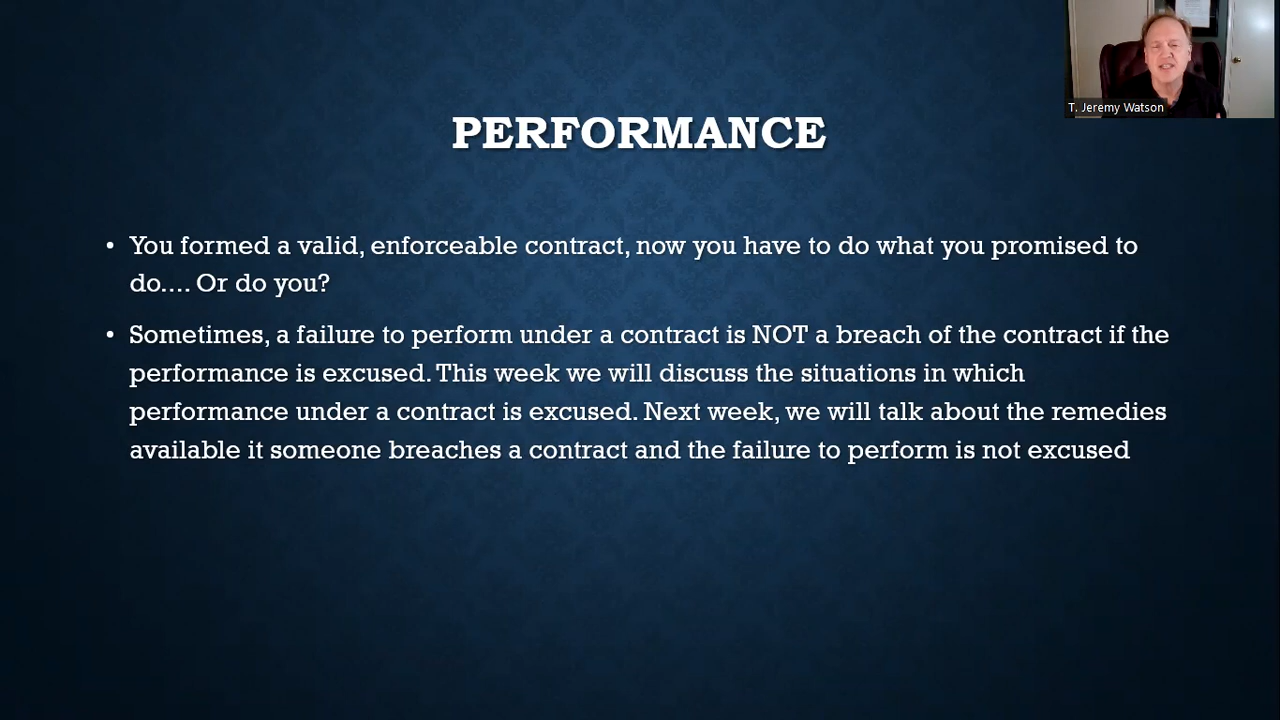 T. Jeremy Watson
PERFORMANCE
• You formed a valid, enforceable contract, now you have to do what you promised to
do.... Or do you?
• Sometimes, a failure to perform under a contract is NOT a breach of the contract if the
performance is excused. This week we will discuss the situations in which
performance under a contract is excused. Next week, we will talk about the remedies
available it someone breaches a contract and the failure to perform is not excused